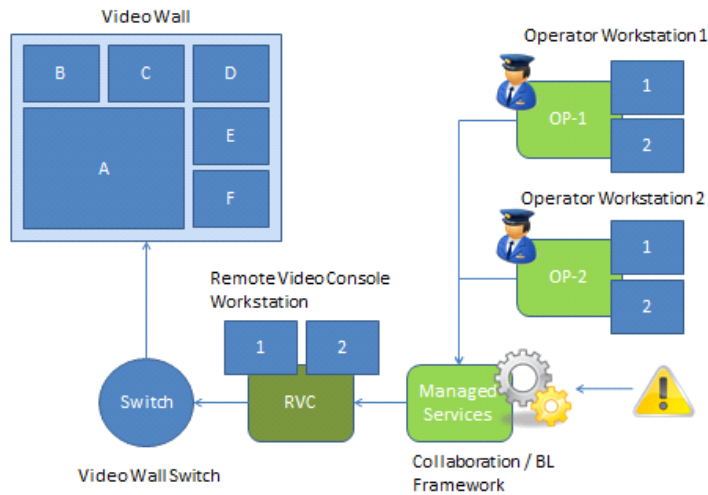 Video Wall
B
C
D
A
E
F
Operator Workstation 1
OP-1
1
2
Operator Workstation 2
OP-2
1
2
Remote Video Console
Workstation
1
2
RVC
Switch
Video Wall Switch
Managed
Services
Collaboration / BL
Framework